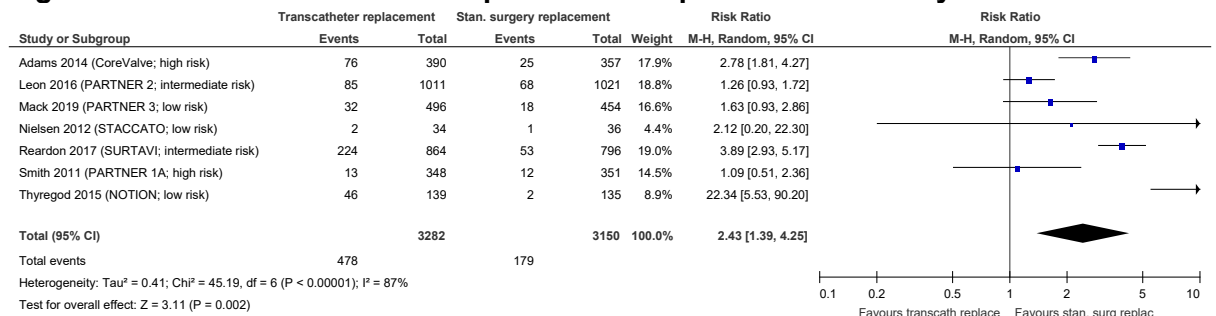 Transcatheter replacement Stan. surgery replacement Risk Ratio Risk Ratio
Study or Subgroup Events Total Events Total Weight M-H, Random, 95% CI M-H, Random, 95% CI
Adams 2014 (CoreValve; high risk) 76 390 25 357 17.9% 2.78 [1.81, 4.27]
Leon 2016 (PARTNER 2; intermediate risk) 85 1011 68 1021 18.8% 1.26 [0.93, 1.72]
Mack 2019 (PARTNER 3; low risk) 32 496 18 454 16.6% 1.63 [0.93, 2.86]
Nielsen 2012 (STACCATO; low risk) 2 34 1 36 4.4% 2.12 [0.20, 22.30]
Reardon 2017 (SURTAVI; intermediate risk) 224 864 53 796 19.0% 3.89 [2.93, 5.17]
Smith 2011 (PARTNER 1A; high risk) 13 348 12 351 14.5% 1.09 [0.51, 2.36]
Thyregod 2015 (NOTION; low risk) 46 139 2 135 8.9% 22.34 [5.53, 90.20]
Total (95% CI) 3282 3150 100.0% 2.43 [1.39, 4.25]
Total events 478 179
Heterogeneity: Tau² = 0.41; Chi² = 45.19, df = 6 (P < 0.00001); I² = 87%
Test for overall effect: Z = 3.11 (P = 0.002)
0.1 0.2 0.5 1 2 5 10
Favours transcath replace Favours stan. surg replac